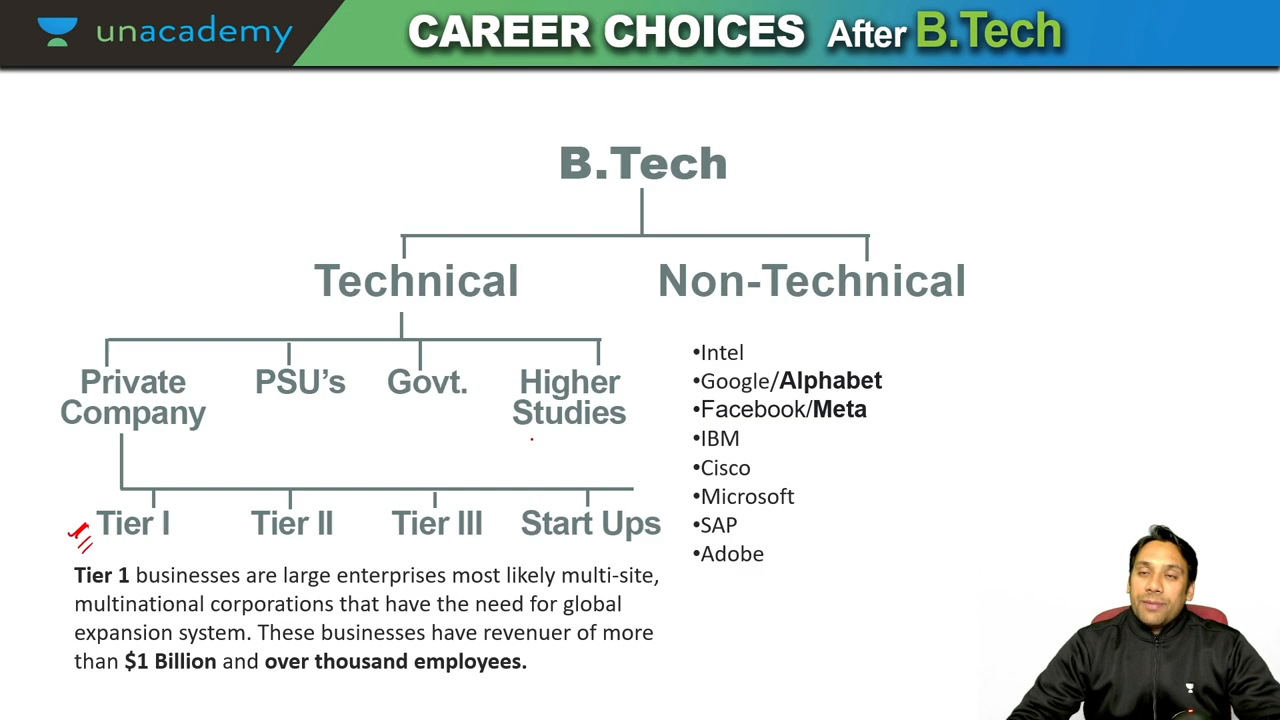 unacademy
CAREER CHOICES After B.Tech
B.Tech
Technical
Non-Technical
Private
Company
PSU’s
Govt.
Higher
Studies
Tier I
Tier II
Tier III
Start Ups
Tier 1 businesses are large enterprises most likely multi-site,
multinational corporations that have the need for global
expansion system. These businesses have revenuer of more
than $1 Billion and over thousand employees.
•Intel
•Google/Alphabet
•Facebook/Meta
•IBM
•Cisco
•Microsoft
•SAP
•Adobe